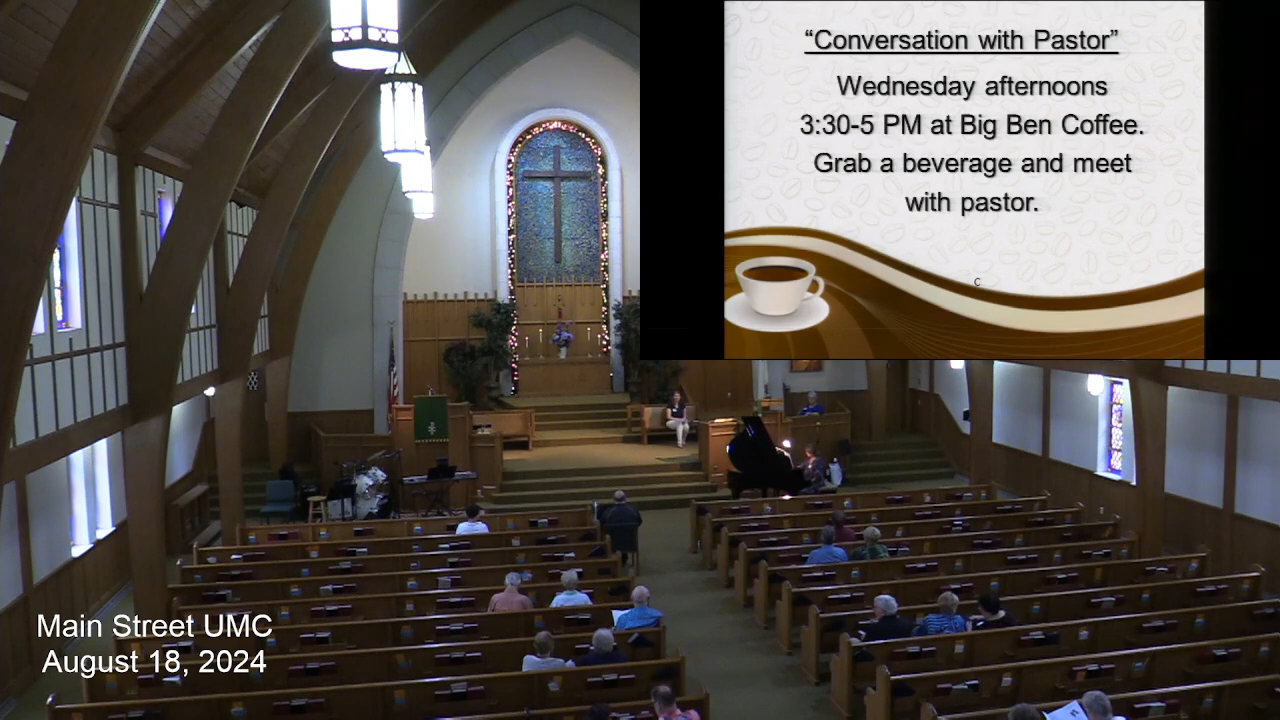 “Conversation with Pastor”
Wednesday afternoons
3:30-5 PM at Big Ben Coffee.
Grab a beverage and meet
with pastor.
C
Main Street UMC
August 18, 2024